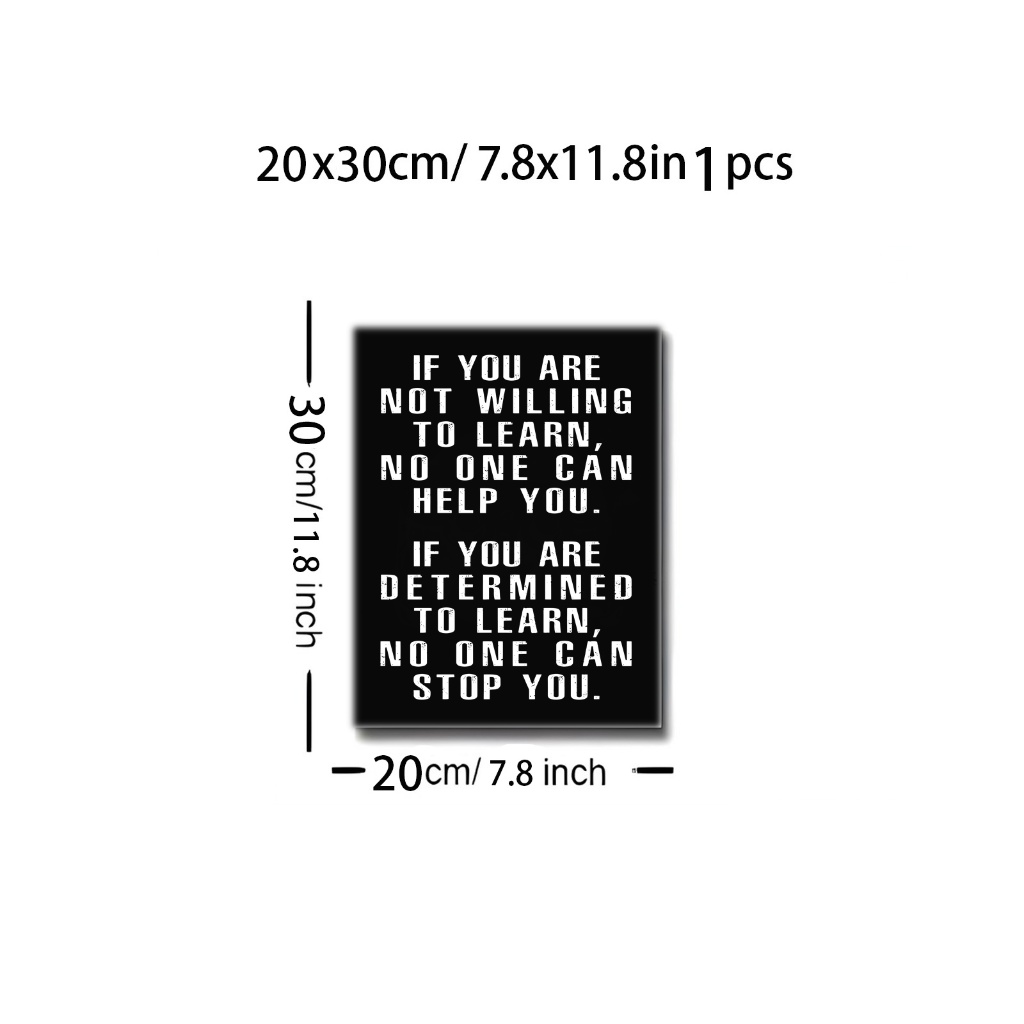 20x30cm/ 7.8x11.8in 1 pcs
IF YOU ARE
NOT WILLING
TO LEARN,
NO ONE CAN
HELP YOU.
IF YOU ARE
DETERMINED
TO LEARN,
NO ONE CAN
STOP YOU.
30cm/11.8 inch
20cm/ 7.8 inch